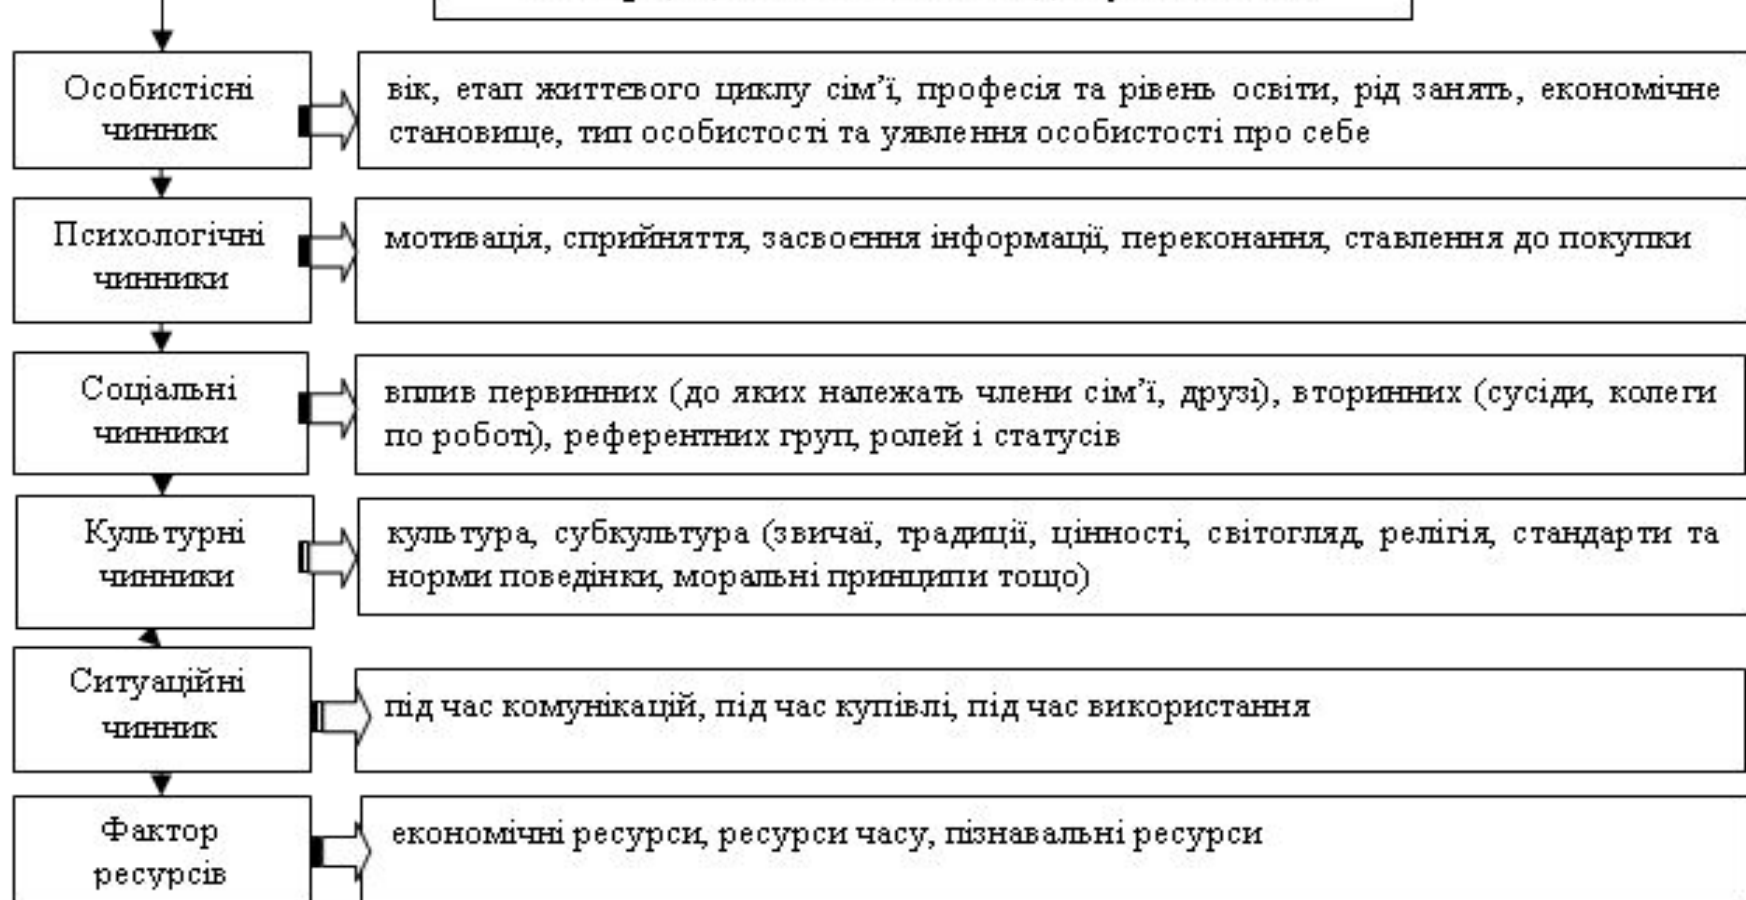 Особистісні
чинник
вік, етап життєвого циклу сім’ї, професія та рівень освіти, рід занять, економічне
становище, тип особистості та уявлення особистості про себе
Психологічні
чинники
мотивація, сприйняття, засвоєння інформації, переконання, ставлення до покупки
Соціальні
чинники
вплив первинних (до яких належать члени сім’ї, друзі), вторинних (сусіди, колеги
по роботі), референтних груп, ролей і статусів
Культурні
чинники
культура, субкультура (звичаї, традиції, цінності, світогляд, релігія, стандарти та
норми поведінки, моральні принципи тощо)
Ситуаційні
чинник
під час комунікацій, під час купівлі, під час використання
Фактор
ресурсів
економічні ресурси, ресурси часу, пізнавальні ресурси